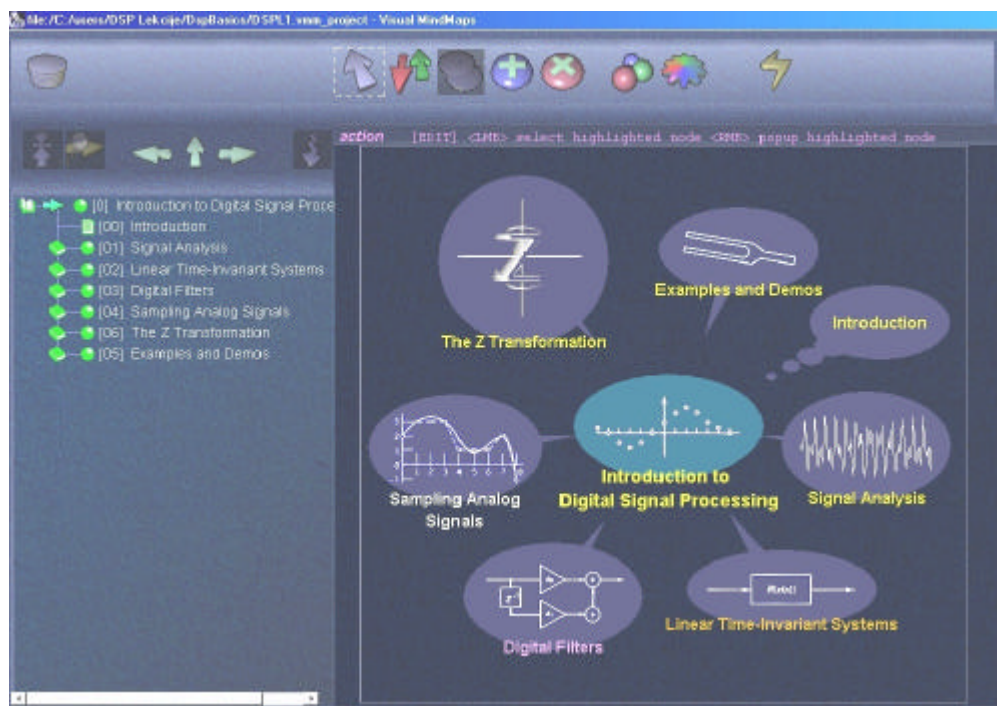 file:/C:/users/DSP Lekcije/DspBasics/DSPL1.vmm_project - Visual MindMaps
action [EDIT] <LMB> select highlighted node <RMB> popup highlighted node
[0] Introduction to Digital Signal Proce
[00] Introduction
[01] Signal Analysis
[02] Linear Time-Invariant Systems
[03] Digital Filters
[04] Sampling Analog Signals
[06] The Z Transformation
[05] Examples and Demos
Z
The Z Transformation
Examples and Demos
Introduction
Introduction to
Digital Signal Processing
Sampling Analog
Signals
Signal Analysis
Digital Filters
Linear Time-Invariant Systems